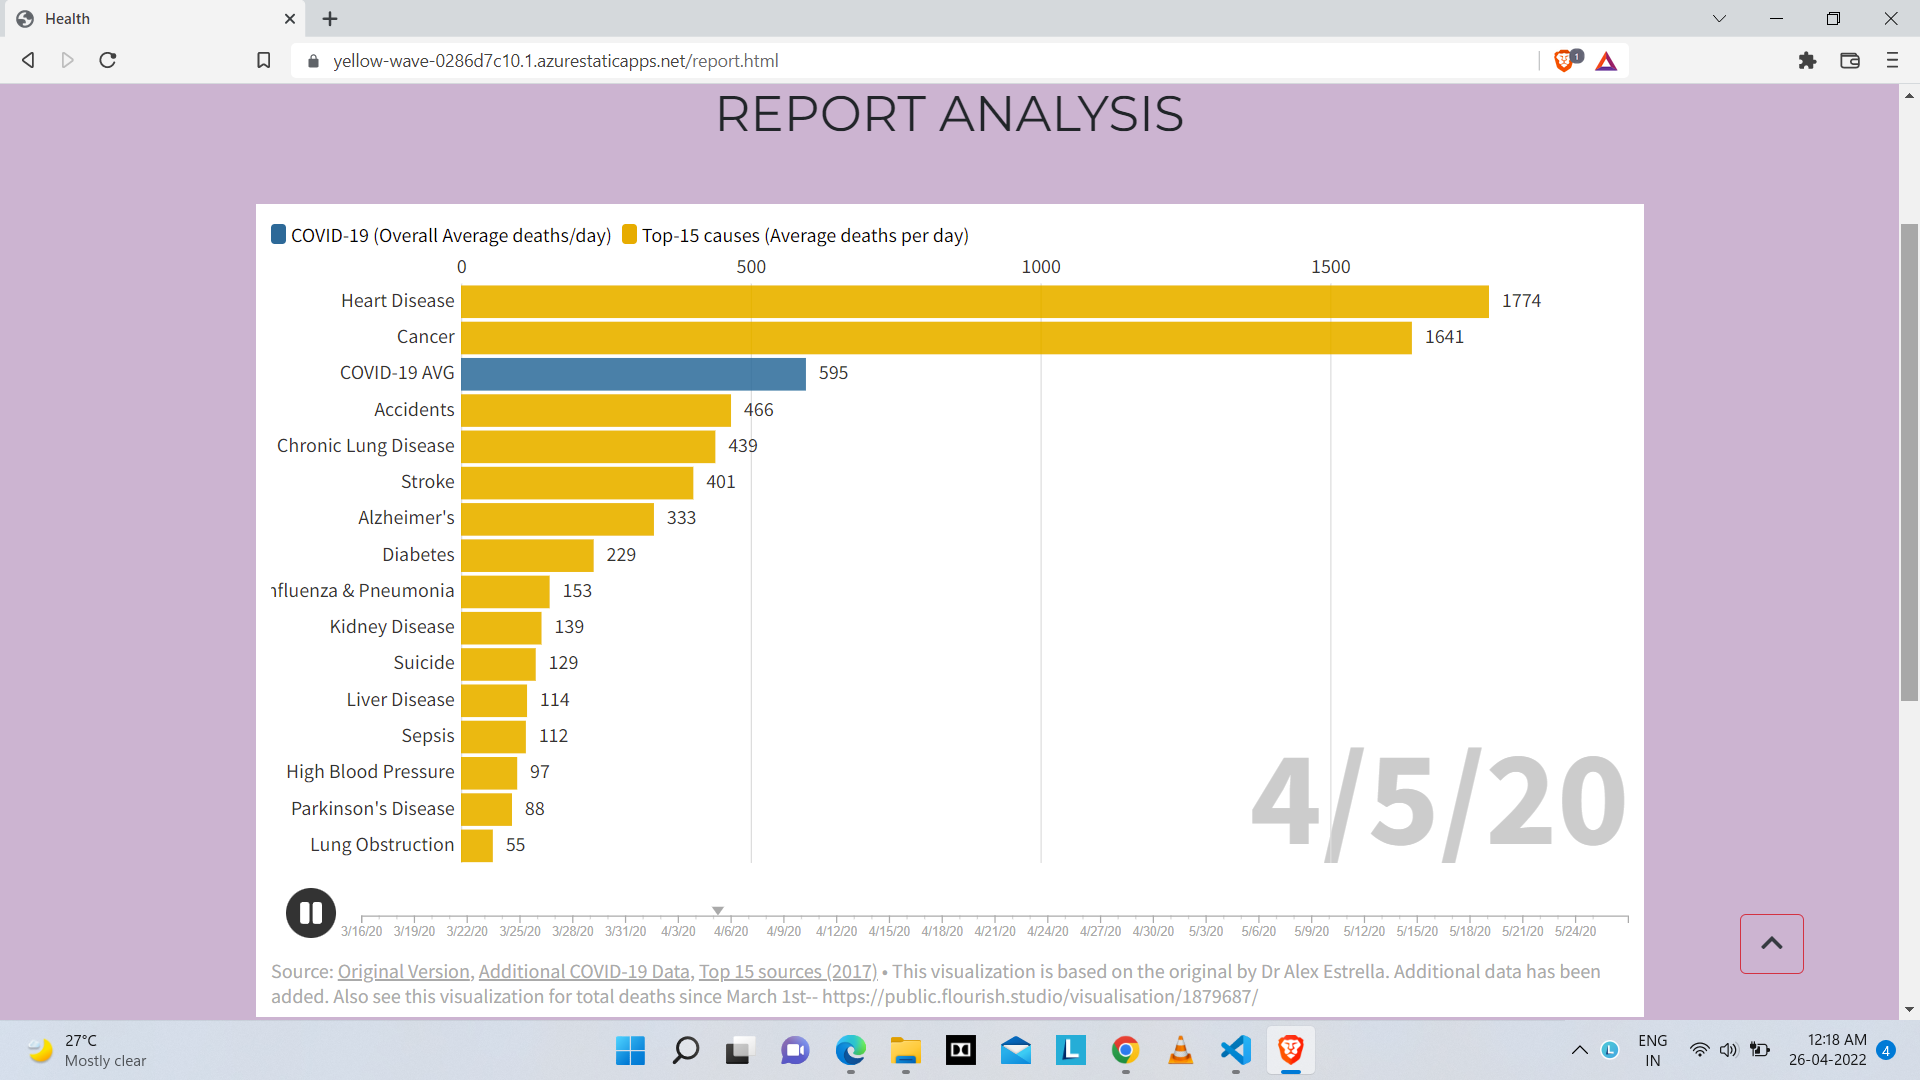 Health
yellow-wave-0286d7c10.1.azurestaticapps.net/report.html
1
REPORT ANALYSIS
COVID-19 (Overall Average deaths/day) Top-15 causes (Average deaths per day)
0 500 1000 1500
Heart Disease 1774
Cancer 1641
COVID-19 AVG 595
Accidents 466
Chronic Lung Disease 439
Stroke 401
Alzheimer's 333
Diabetes 229
nfluenza & Pneumonia 153
Kidney Disease 139
Suicide 129
Liver Disease 114
Sepsis 112
High Blood Pressure 97
Parkinson's Disease 88
Lung Obstruction 55
4/5/20
3/16/20 3/19/20 3/22/20 3/25/20 3/28/20 3/31/20 4/3/20 4/6/20 4/9/20 4/12/20 4/15/20 4/18/20 4/21/20 4/24/20 4/27/20 4/30/20 5/3/20 5/6/20 5/9/20 5/12/20 5/15/20 5/18/20 5/21/20 5/24/20
Source: Original Version, Additional COVID-19 Data, Top 15 sources (2017) • This visualization is based on the original by Dr Alex Estrella. Additional data has been
added. Also see this visualization for total deaths since March 1st-- https://public.flourish.studio/visualisation/1879687/
27°C
Mostly clear
L
L
ENG
IN
12:18 AM
26-04-2022
4